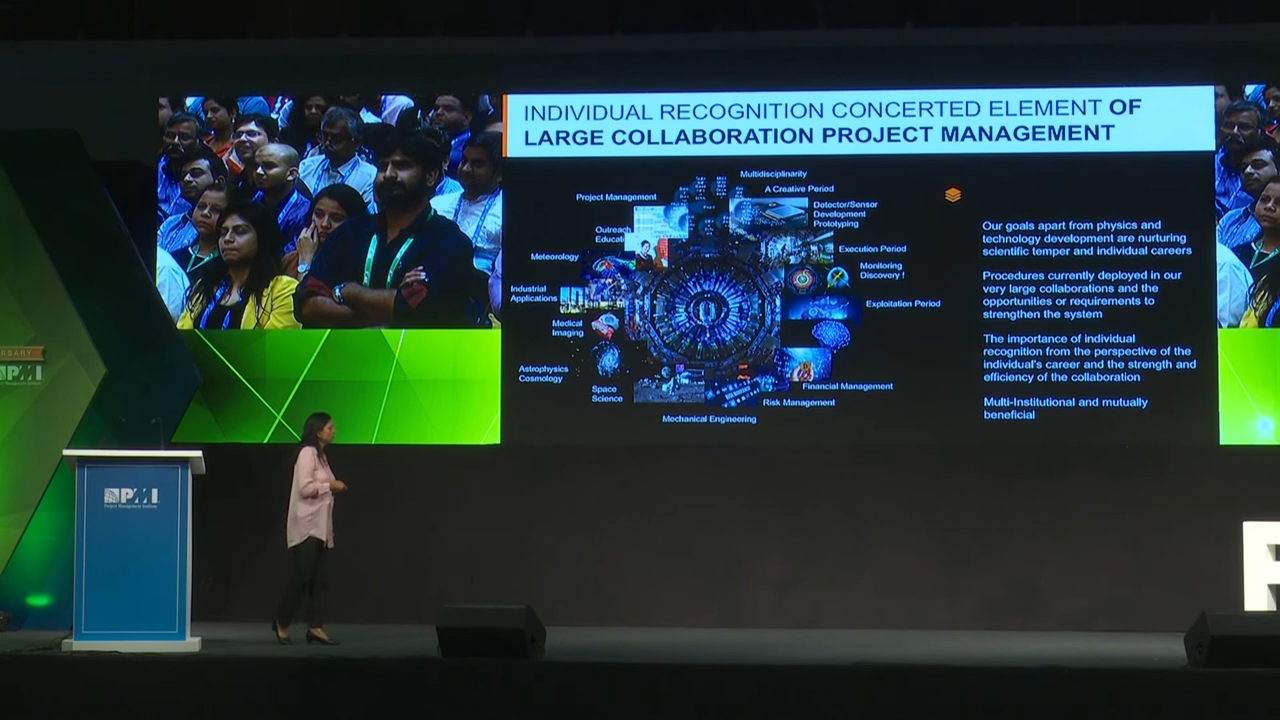 INDIVIDUAL RECOGNITION CONCERTED ELEMENT OF
LARGE COLLABORATION PROJECT MANAGEMENT
Multidisciplinarity
A Creative Period
Project Management
Detector/Sensor
Development
Prototyping
Outreach
Execution Period
Meteorology
Monitoring
Discovery !
Industrial
Applications
Exploitation Period
Medical
Imaging
Astrophysics
Cosmology
Space
Science
Financial Management
Risk Management
Mechanical Engineering
Our goals apart from physics and
technology development are nurturing
scientific temper and individual careers
Procedures currently deployed in our
very large collaborations and the
opportunities or requirements to
strengthen the system
The importance of individual
recognition from the perspective of the
individual's career and the strength and
efficiency of the collaboration
Multi-Institutional and mutually
beneficial
PMI
PMI
Project Management Institute